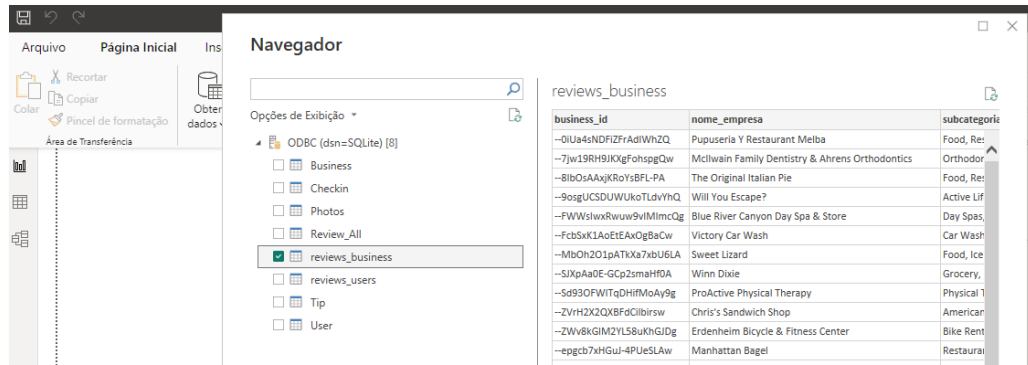 Arquivo
Página Inicial
Ins
Colar
Recortar
Copiar
Pincel de formatação
Área de Transferência
Obter
dados
Navegador
Opções de Exibição
ODBC (dsn=SQLite) [8]
Business
Checkin
Photos
Review_All
reviews_business
reviews_users
Tip
User
reviews_business
business_id nome_empresa subcategoria
--0iUa4sNDFiZFrAdIWhZQ Pupuseria Y Restaurant Melba Food, Res
--7jw19RH9JKXgFohspgQw McIlwain Family Dentistry & Ahrens Orthodontics Orthodor
--8IbOsAAxjKRoYsBFL-PA The Original Italian Pie Food, Res
--9osgUCSDUWUkoTLdvYhQ Will You Escape? Active Lif
--FWWsIwxRwuw9vIMImcQg Blue River Canyon Day Spa & Store Day Spas,
--FcbSxK1AoEtEAxOgBaCw Victory Car Wash Car Wash
--MbOh2O1pATkXa7xbU6LA Sweet Lizard Food, Ice
--SJXpAa0E-GCp2smaHf0A Winn Dixie Grocery,
--Sd93OFWITqDHifMoAy9g ProActive Physical Therapy Physical T
--ZVrH2X2QXBFdCilbirsw Chris's Sandwich Shop American
--ZWv8kGIM2YL58uKhGJDg Erdenheim Bicycle & Fitness Center Bike Rent
--epgcb7xHGuJ-4PUeSLAw Manhattan Bagel Restaurar